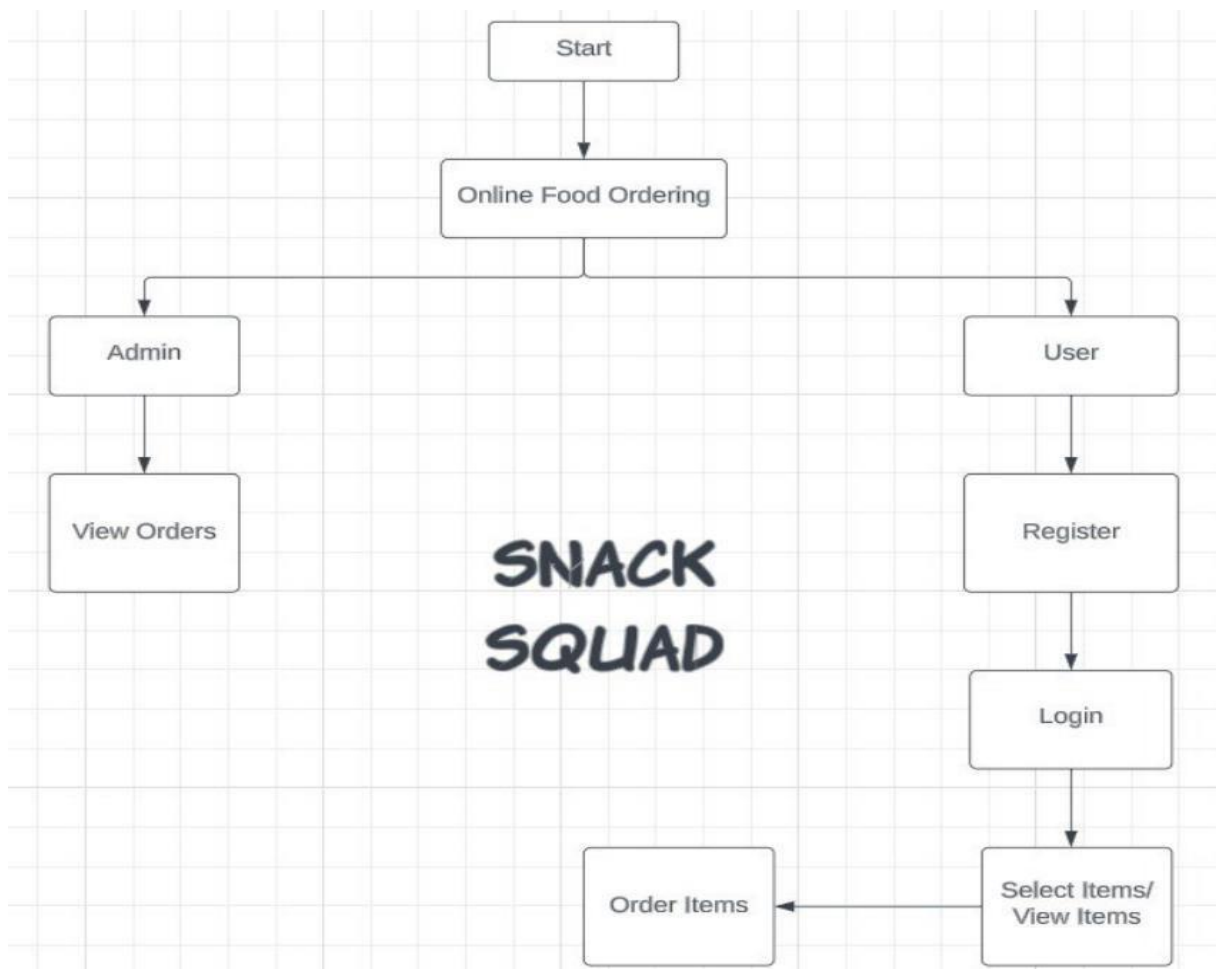 Start
Online Food Ordering
Admin
User
View Orders
Register
SNACK
SQUAD
Login
Order Items
Select Items/
View Items